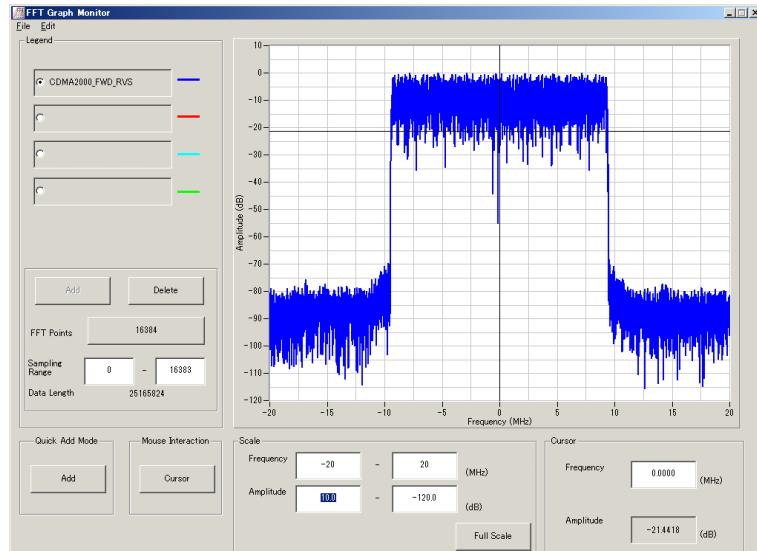 FFT Graph Monitor
File Edit
Legend
CDMA2000_FWD_RVS
Add Delete
FFT Points 16384
Sampling Range 0 - 16383
Data Length 25165824
Quick Add Mode
Add
Mouse Interaction
Cursor
10
0
-10
-20
-30
-40
-50
-60
-70
-80
-90
-100
-110
-120
Amplitude (dB)
-20 -15 -10 -5 0 5 10 15 20
Frequency (MHz)
Scale
Frequency -20 - 20 (MHz)
Amplitude 10.0 - -120.0 (dB)
Full Scale
Cursor
Frequency 0.0000 (MHz)
Amplitude -21.4418 (dB)